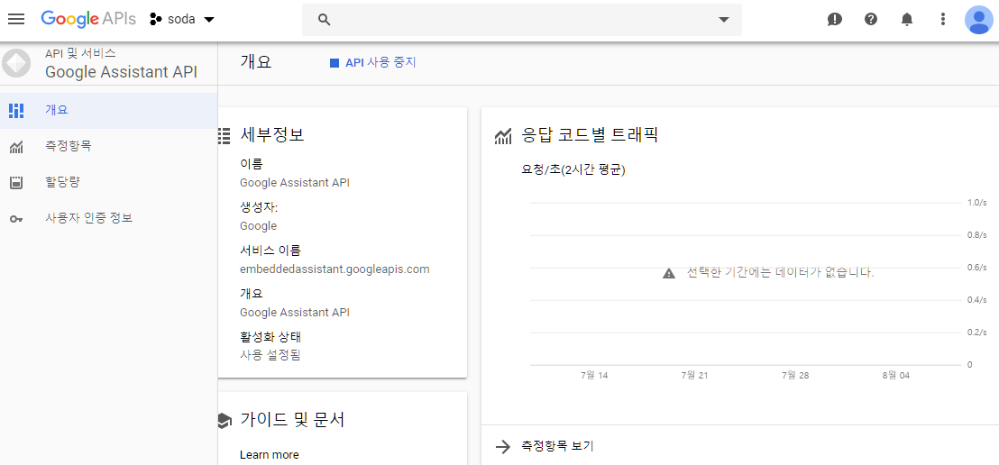 Google APIs
soda
API 및 서비스
Google Assistant API
개요
측정항목
할당량
사용자 인증 정보
개요
API 사용 중지
세부정보
이름
Google Assistant API
생성자:
Google
서비스 이름
embeddedassistant.googleapis.com
개요
Google Assistant API
활성화 상태
사용 설정됨
가이드 및 문서
Learn more
응답 코드별 트래픽
요청/초(2시간 평균)
1.0/s
0.8/s
0.6/s
선택한 기간에는 데이터가 없습니다.
0.4/s
0.2/s
0
7월 14
7월 21
7월 28
8월 04
측정항목 보기